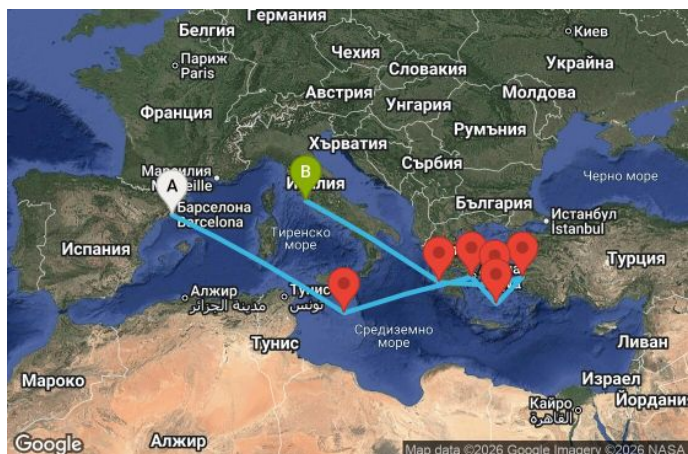 Германия
Киев
Белгия
Париж
Paris
Чехия
Украйна
Словакия
Австрия
Молдова
Унгария
Франция
Румъния
Хърватия
Сърбия
Марсилия
B
Италия
A
Черно море
България
Барселона
Barcelona
Истанбул
Istanbul
Тиренско
море
Испания
Турция
Алжир
مدينة الجزائر
Тунис
تونس
Средиземно
море
Ливан
Тунис
Мароко
Израел
Кайро
القاهرة
Йордания
Алжир
Google
Map data ©2026 Google Imagery ©2026 NASA